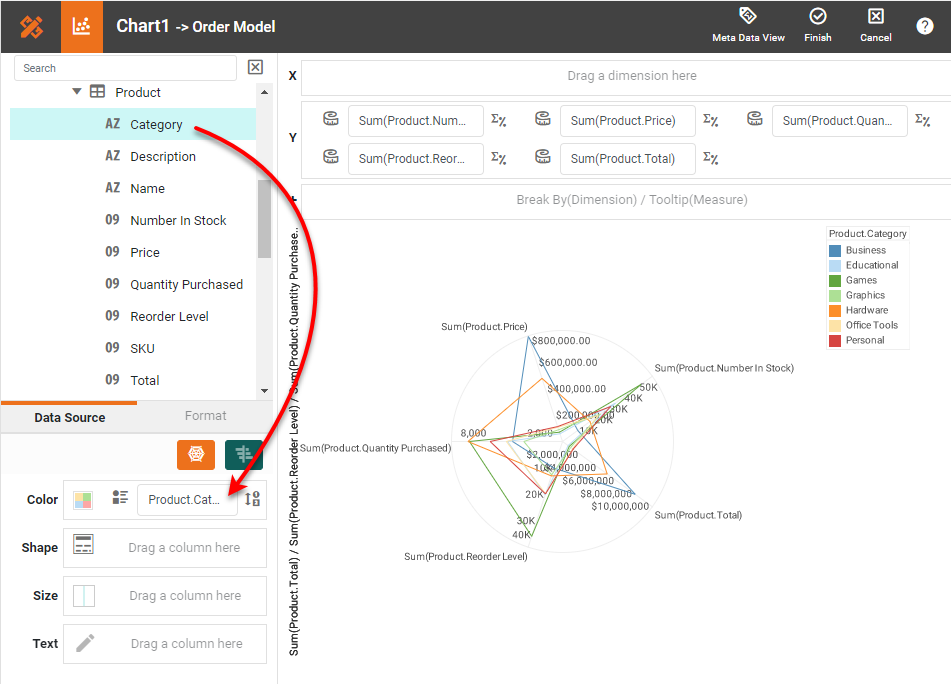 Chart1 -> Order Model
Meta Data View
Finish
Cancel
?
Search
Product
AZ Category
AZ Description
AZ Name
09 Number In Stock
09 Price
09 Quantity Purchased
09 Reorder Level
09 SKU
09 Total
Data Source
Format
Color
Product.Cat...
Shape
Drag a column here
Size
Drag a column here
Text
Drag a column here
X
Drag a dimension here
Y
Sum(Product.Num...
Sum(Product.Price)
Sum(Product.Quan...
Sum(Product.Reor...
Sum(Product.Total)
Break By(Dimension) / Tooltip(Measure)
Sum(Product.Total) / Sum(Product.Reorder Level) / Sum(Product.Quantity Purchase..
Product.Category
Business
Educational
Games
Graphics
Hardware
Office Tools
Personal
Sum(Product.Price)
$800,000.00
$600,000.00
$400,000.00
Sum(Product.Number In Stock)
50K
40K
30K
20K
10K
8,000
2,000
Sum(Product.Quantity Purchased)
$2,000,000
$4,000,000
$6,000,000
$8,000,000
$10,000,000
Sum(Product.Total)
10K
20K
30K
40K
Sum(Product.Reorder Level)